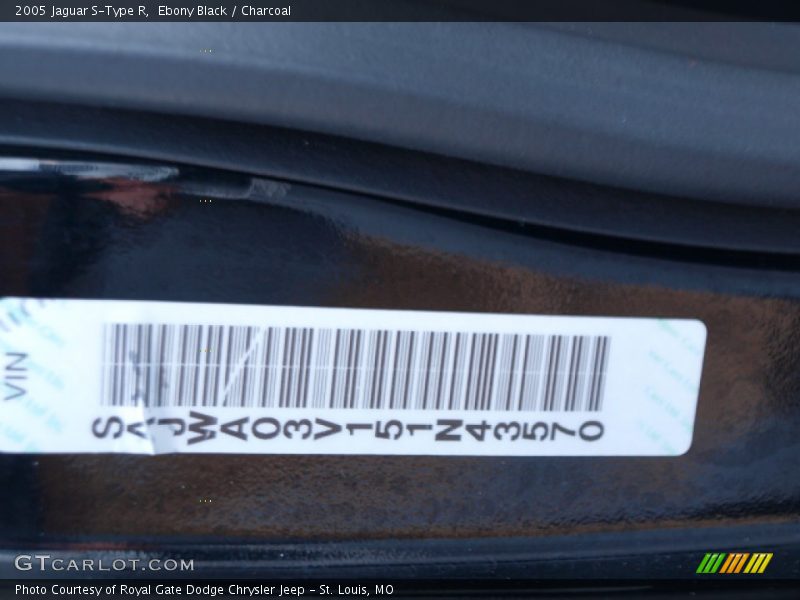 2005 Jaguar S-Type R, Ebony Black / Charcoal
VIN
SAJWA03V151N43570
GTCARLOT.COM
Photo Courtesy of Royal Gate Dodge Chrysler Jeep - St. Louis, MO